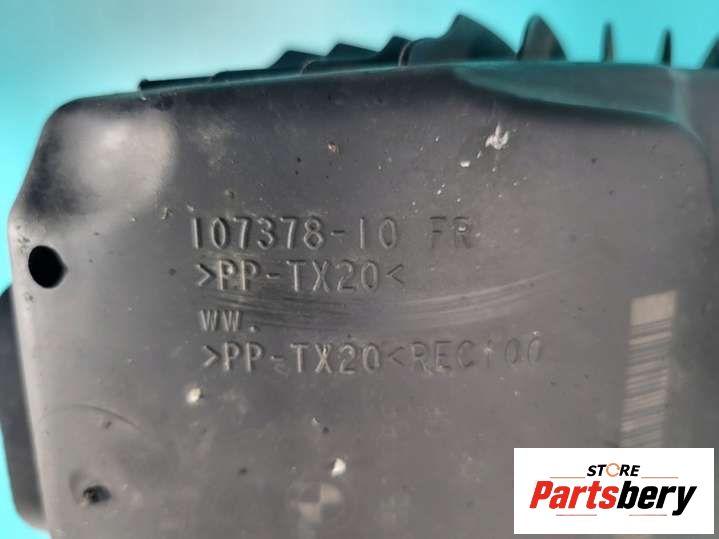 107378-10 FR
>PP-TX20<
WW.
>PP-TX20<REC100
STORE
Partsbery